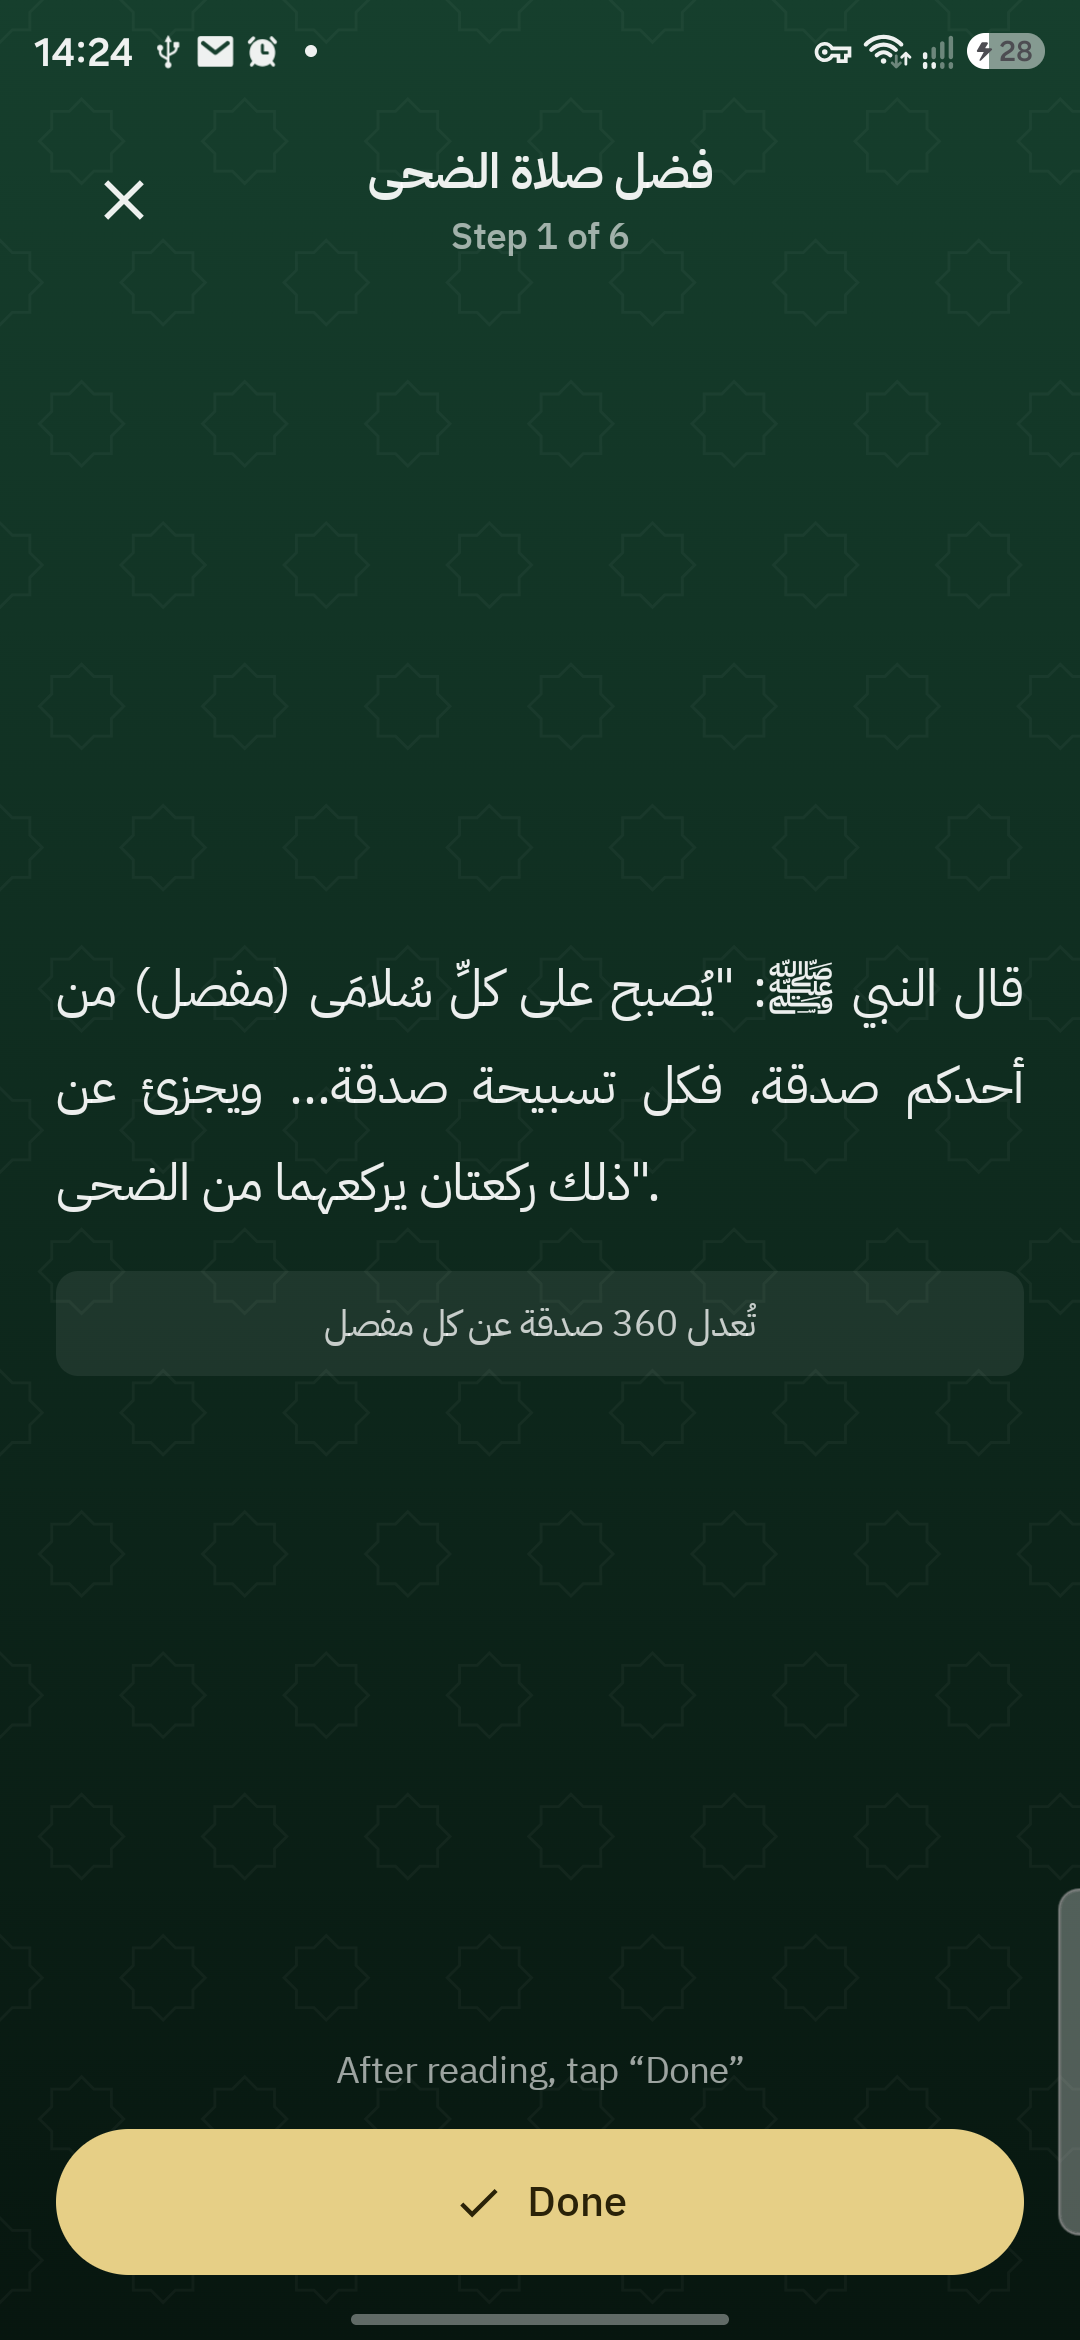 14:24
28
فضل صلاة الضحى
Step 1 of 6
قال النبي ﷺ: "يُصبح على كلِّ سُلامَى (مفصل) من
أحدكم صدقة، فكل تسبيحة صدقة... ويجزئ عن
ذلك ركعتان يركعهما من الضحى".
تُعدل 360 صدقة عن كل مفصل
After reading, tap “Done”
Done